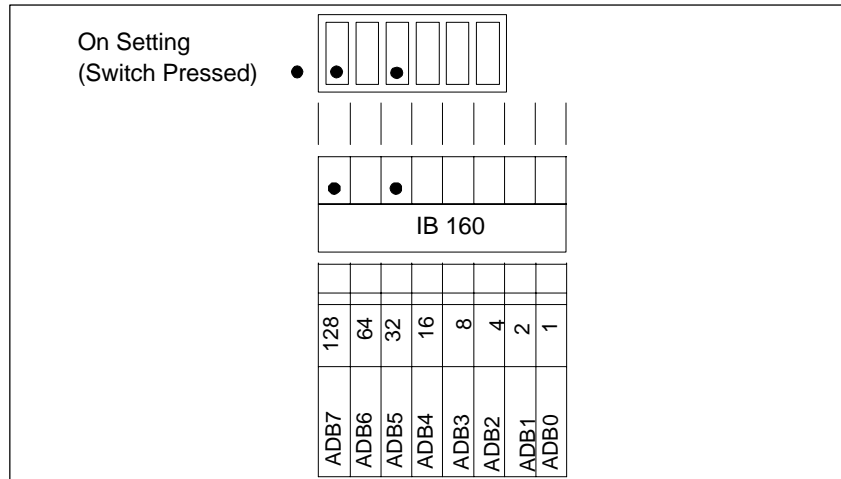 On Setting
(Switch Pressed)
IB 160
128 64 32 16 8 4 2 1
ADB7 ADB6 ADB5 ADB4 ADB3 ADB2 ADB1 ADB0